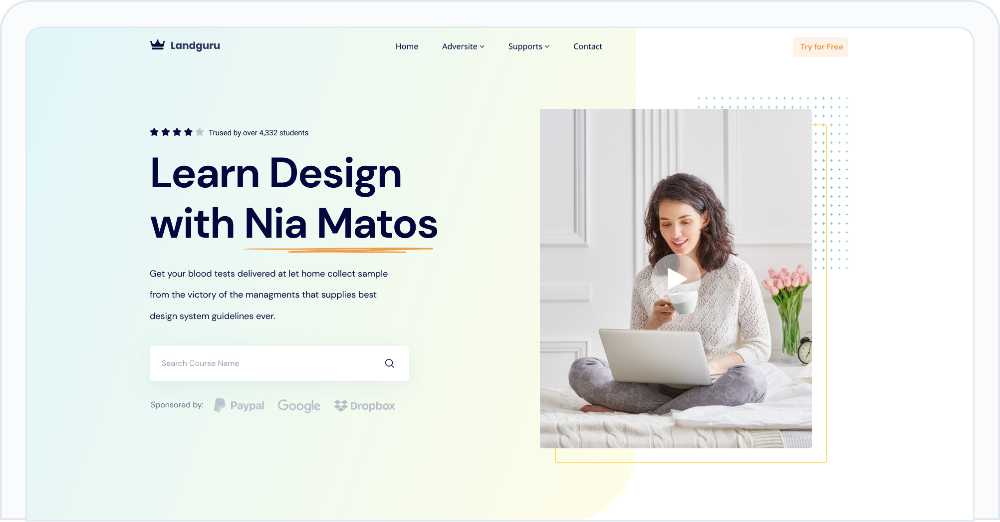 Landguru
Home
Adversite
Supports
Contact
Try for Free
Trused by over 4,332 students
Learn Design
with Nia Matos
Get your blood tests delivered at let home collect sample
from the victory of the managments that supplies best
design system guidelines ever.
Search Course Name
Sponsored by:
Paypal
Google
Dropbox